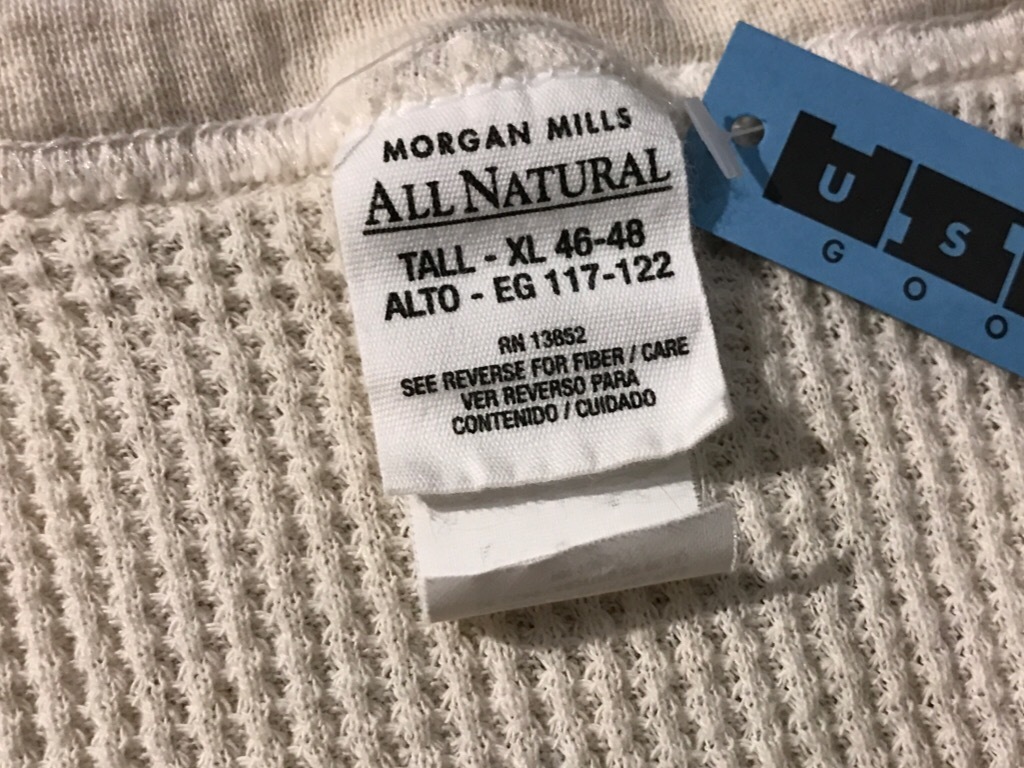 MORGAN MILLS
ALL NATURAL
TALL - XL 46-48
ALTO - EG 117-122
RN 13652
SEE REVERSE FOR FIBER / CARE
VER REVERSO PARA
CONTENIDO / CUIDADO
U S
G O O